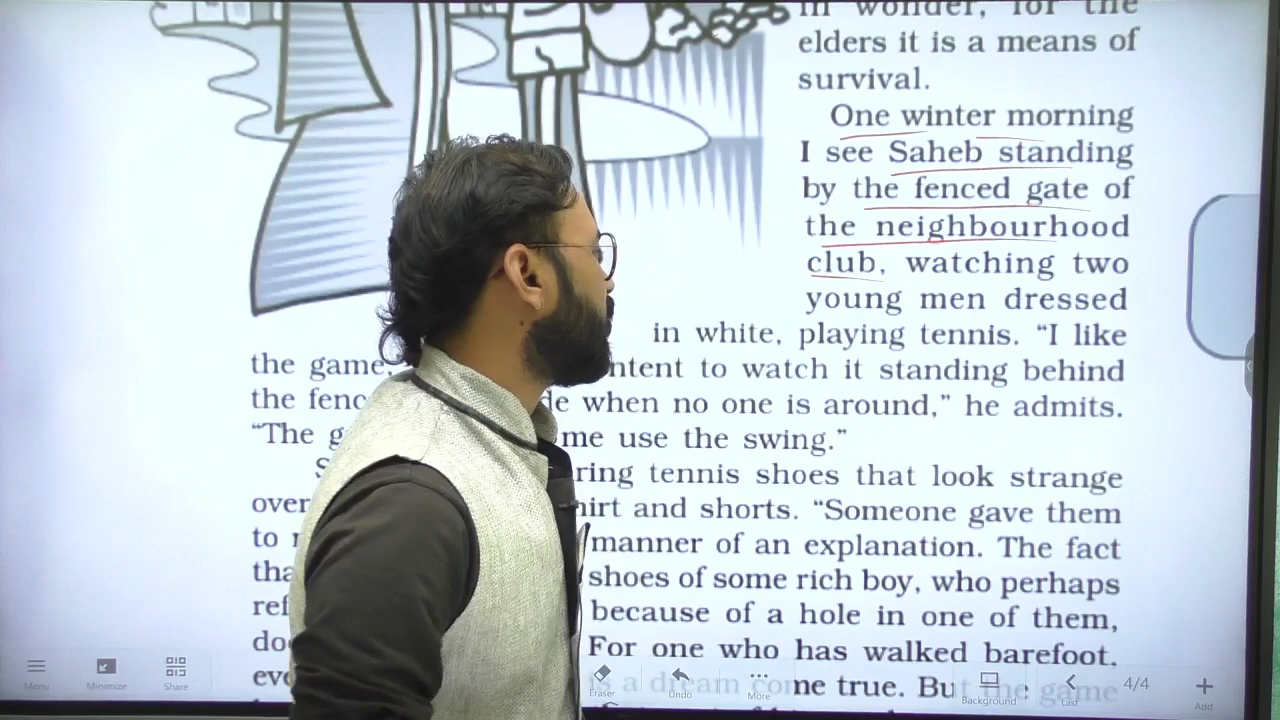 in wonder, for the
elders it is a means of
survival.
One winter morning
I see Saheb standing
by the fenced gate of
the neighbourhood
club, watching two
young men dressed
in white, playing tennis. “I like
the game, ntent to watch it standing behind
the fenc de when no one is around,” he admits.
“The g me use the swing.”
S ring tennis shoes that look strange
over hirt and shorts. “Someone gave them
to manner of an explanation. The fact
tha shoes of some rich boy, who perhaps
ref because of a hole in one of them,
do For one who has walked barefoot,
eve is a dream come true. But the game
Menu
Minimize
Share
Eraser
Undo
More
Background
Last
4/4
Add